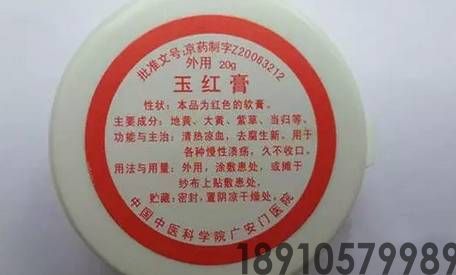 批准文号:京药制字Z20063212
外用 20g
玉红膏
性状:本品为红色的软膏。
主要成分:地黄、大黄、紫草、当归等。
功能与主治:清热凉血,去腐生新。用于
各种慢性溃疡,久不收口。
用法与用量:外用,涂敷患处,或摊于
纱布上贴敷患处,
贮藏:密封,置阴凉干燥处,
中国中医科学院广安门医院
18910579989